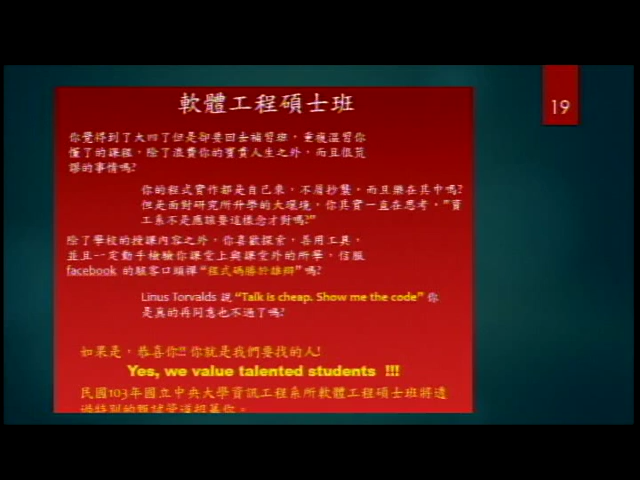 軟體工程碩士班
19
你覺得到了大四了但是卻要回去補習班，重複溫習你
懂了的課程，除了浪費你的寶貴人生之外，而且很荒
謬的事情嗎?
你的程式實作都是自己來，不屑抄襲，而且樂在其中嗎?
但是面對研究所升學的大環境，你其實一直在思考，"資
工系不是應該要這樣念才對嗎?"
除了學校的授課內容之外，你喜歡探索，善用工具，
並且一定動手檢驗你課堂上與課堂外的所學，信服
facebook 的駭客口頭禪 "程式碼勝於雄辯" 嗎?
Linus Torvalds 說 "Talk is cheap. Show me the code" 你
是真的再同意也不過了嗎?
如果是，恭喜你!! 你就是我們要找的人!
Yes, we value talented students !!!
民國103年國立中央大學資訊工程系所軟體工程碩士班將透
過特別的甄試管道招募你。